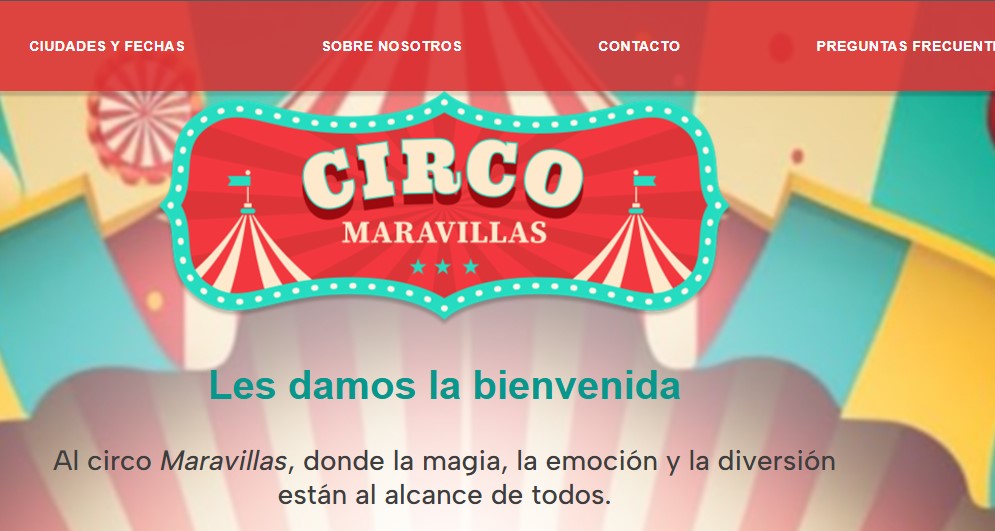 CIUDADES Y FECHAS SOBRE NOSOTROS CONTACTO PREGUNTAS
CIRCO
MARAVILLAS
Les damos la bienvenida
Al circo Maravillas, donde la magia, la emoción y la diversión
están al alcance de todos.